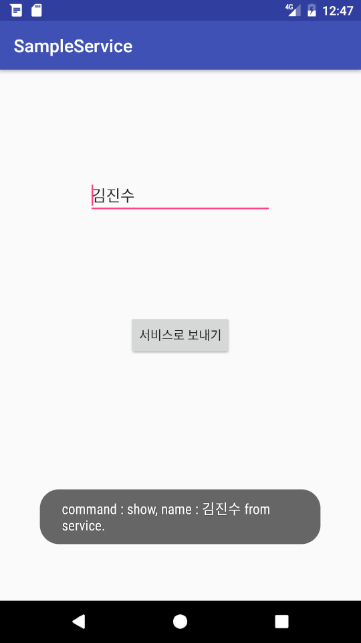 4G 12:47
SampleService
김진수
서비스로 보내기
command : show, name : 김진수 from
service.